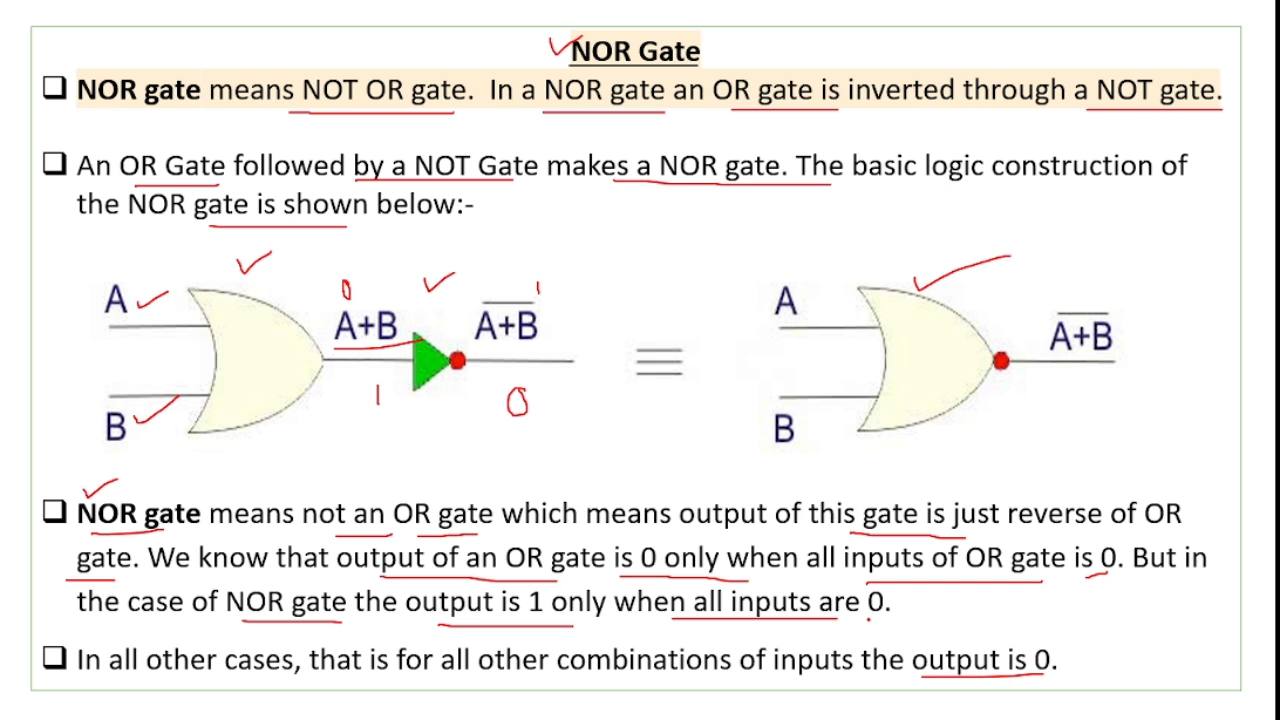 NOR Gate
NOR gate means NOT OR gate. In a NOR gate an OR gate is inverted through a NOT gate.
An OR Gate followed by a NOT Gate makes a NOR gate. The basic logic construction of
the NOR gate is shown below:-
A
0
A+B
1
A+B
1
0
B
≡
A
A+B
B
NOR gate means not an OR gate which means output of this gate is just reverse of OR
gate. We know that output of an OR gate is 0 only when all inputs of OR gate is 0. But in
the case of NOR gate the output is 1 only when all inputs are 0.
In all other cases, that is for all other combinations of inputs the output is 0.